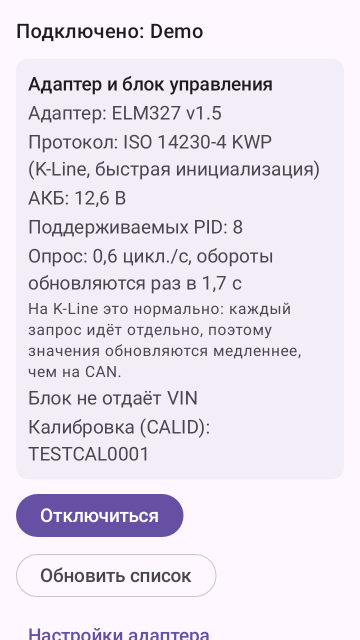 Подключено: Demo
Адаптер и блок управления
Адаптер: ELM327 v1.5
Протокол: ISO 14230-4 KWP
(K-Line, быстрая инициализация)
АКБ: 12,6 В
Поддерживаемых PID: 8
Опрос: 0,6 цикл./с, обороты
обновляются раз в 1,7 с
На K-Line это нормально: каждый
запрос идёт отдельно, поэтому
значения обновляются медленнее,
чем на CAN.
Блок не отдаёт VIN
Калибровка (CALID):
TESTCAL0001
Отключиться
Обновить список
Настройки адаптера